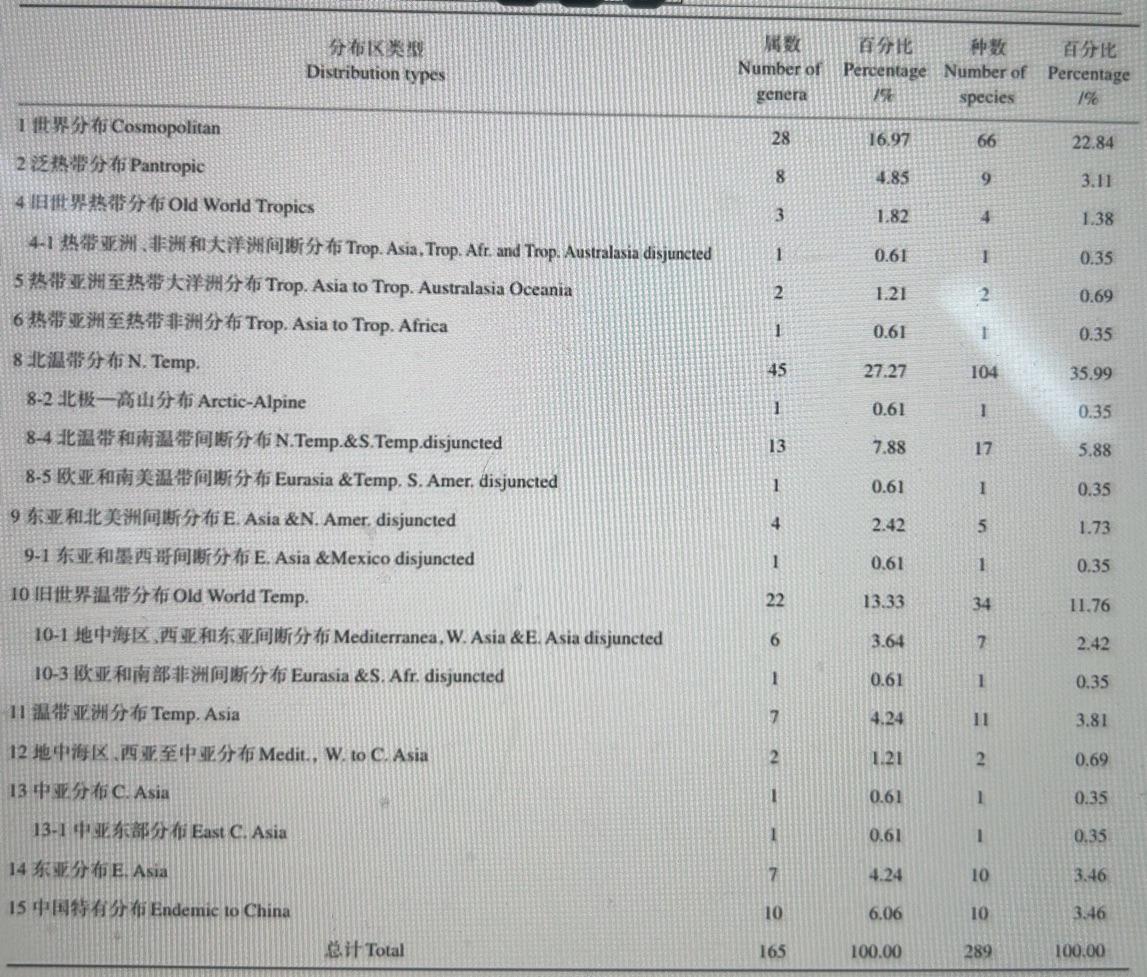 分布区类型 属数 百分比 种数 百分比
Distribution types Number of Percentage Number of Percentage
genera /% species /%
1 世界分布 Cosmopolitan 28 16.97 66 22.84
2 泛热带分布 Pantropic 8 4.85 9 3.11
4 旧世界热带分布 Old World Tropics 3 1.82 4 1.38
4-1 热带亚洲、非洲和大洋洲间断分布 Trop. Asia, Trop. Afr. and Trop. Australasia disjuncted 1 0.61 1 0.35
5 热带亚洲至热带大洋洲分布 Trop. Asia to Trop. Australasia Oceania 2 1.21 2 0.69
6 热带亚洲至热带非洲分布 Trop. Asia to Trop. Africa 1 0.61 1 0.35
8 北温带分布 N. Temp. 45 27.27 104 35.99
8-2 北极—高山分布 Arctic-Alpine 1 0.61 1 0.35
8-4 北温带和南温带间断分布 N.Temp.&S.Temp.disjuncted 13 7.88 17 5.88
8-5 欧亚和南美温带间断分布 Eurasia &Temp. S. Amer. disjuncted 1 0.61 1 0.35
9 东亚和北美洲间断分布 E. Asia &N. Amer. disjuncted 4 2.42 5 1.73
9-1 东亚和墨西哥间断分布 E. Asia &Mexico disjuncted 1 0.61 1 0.35
10 旧世界温带分布 Old World Temp. 22 13.33 34 11.76
10-1 地中海区、西亚和东亚间断分布 Mediterranea, W. Asia &E. Asia disjuncted 6 3.64 7 2.42
10-3 欧亚和南部非洲间断分布 Eurasia &S. Afr. disjuncted 1 0.61 1 0.35
11 温带亚洲分布 Temp. Asia 7 4.24 11 3.81
12 地中海区、西亚至中亚分布 Medit., W. to C. Asia 2 1.21 2 0.69
13 中亚分布 C. Asia 1 0.61 1 0.35
13-1 中亚东部分布 East C. Asia 1 0.61 1 0.35
14 东亚分布 E. Asia 7 4.24 10 3.46
15 中国特有分布 Endemic to China 10 6.06 10 3.46
总计 Total 165 100.00 289 100.00